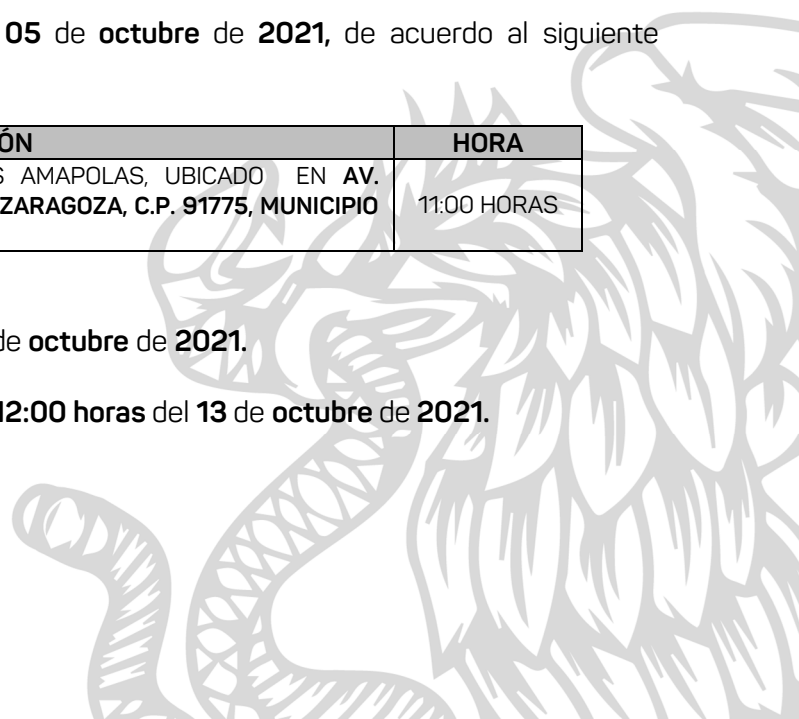 05 de octubre de 2021, de acuerdo al siguiente
ÓN HORA
S AMAPOLAS, UBICADO EN AV.
ZARAGOZA, C.P. 91775, MUNICIPIO
11:00 HORAS
de octubre de 2021.
12:00 horas del 13 de octubre de 2021.